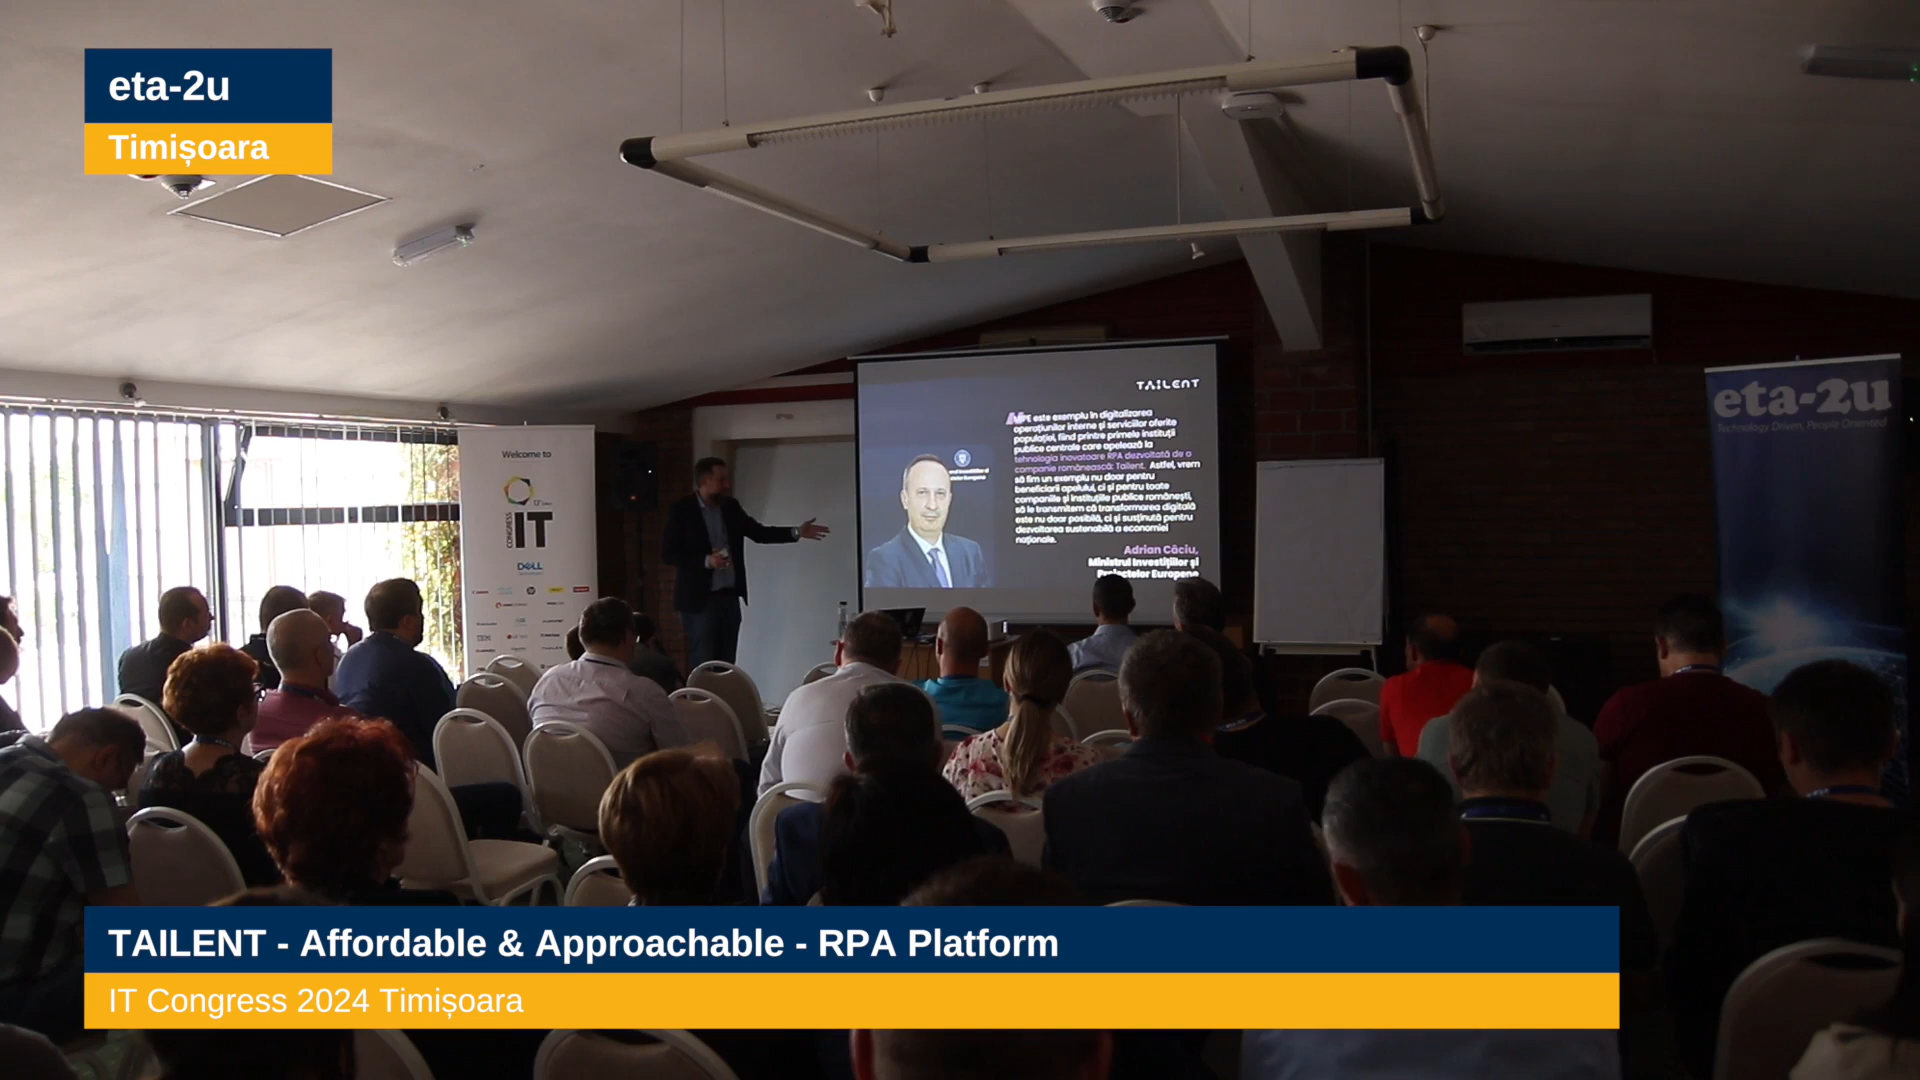 eta-2u
Timișoara
TAILENT
PE este exemplu în digitalizarea
operațiunilor interne și serviciilor oferite
populației, fiind printre primele instituții
publice centrale care apelează la
tehnologia inovatoare RPA dezvoltată de o
companie românească: Tailent. Astfel, vrem
să fim un exemplu nu doar pentru
beneficiarii apelului, ci și pentru toate
companiile și instituțiile publice românești,
să le transmitem că transformarea digitală
este nu doar posibilă, ci și susținută pentru
dezvoltarea sustenabilă a economiei
naționale.
Adrian Câciu,
Ministrul Investițiilor și
Proiectelor Europene
eta-2u
Technology Driven, People Oriented
Welcome to
CONGRESS
IT
DELL
TAILENT - Affordable & Approachable - RPA Platform
IT Congress 2024 Timișoara